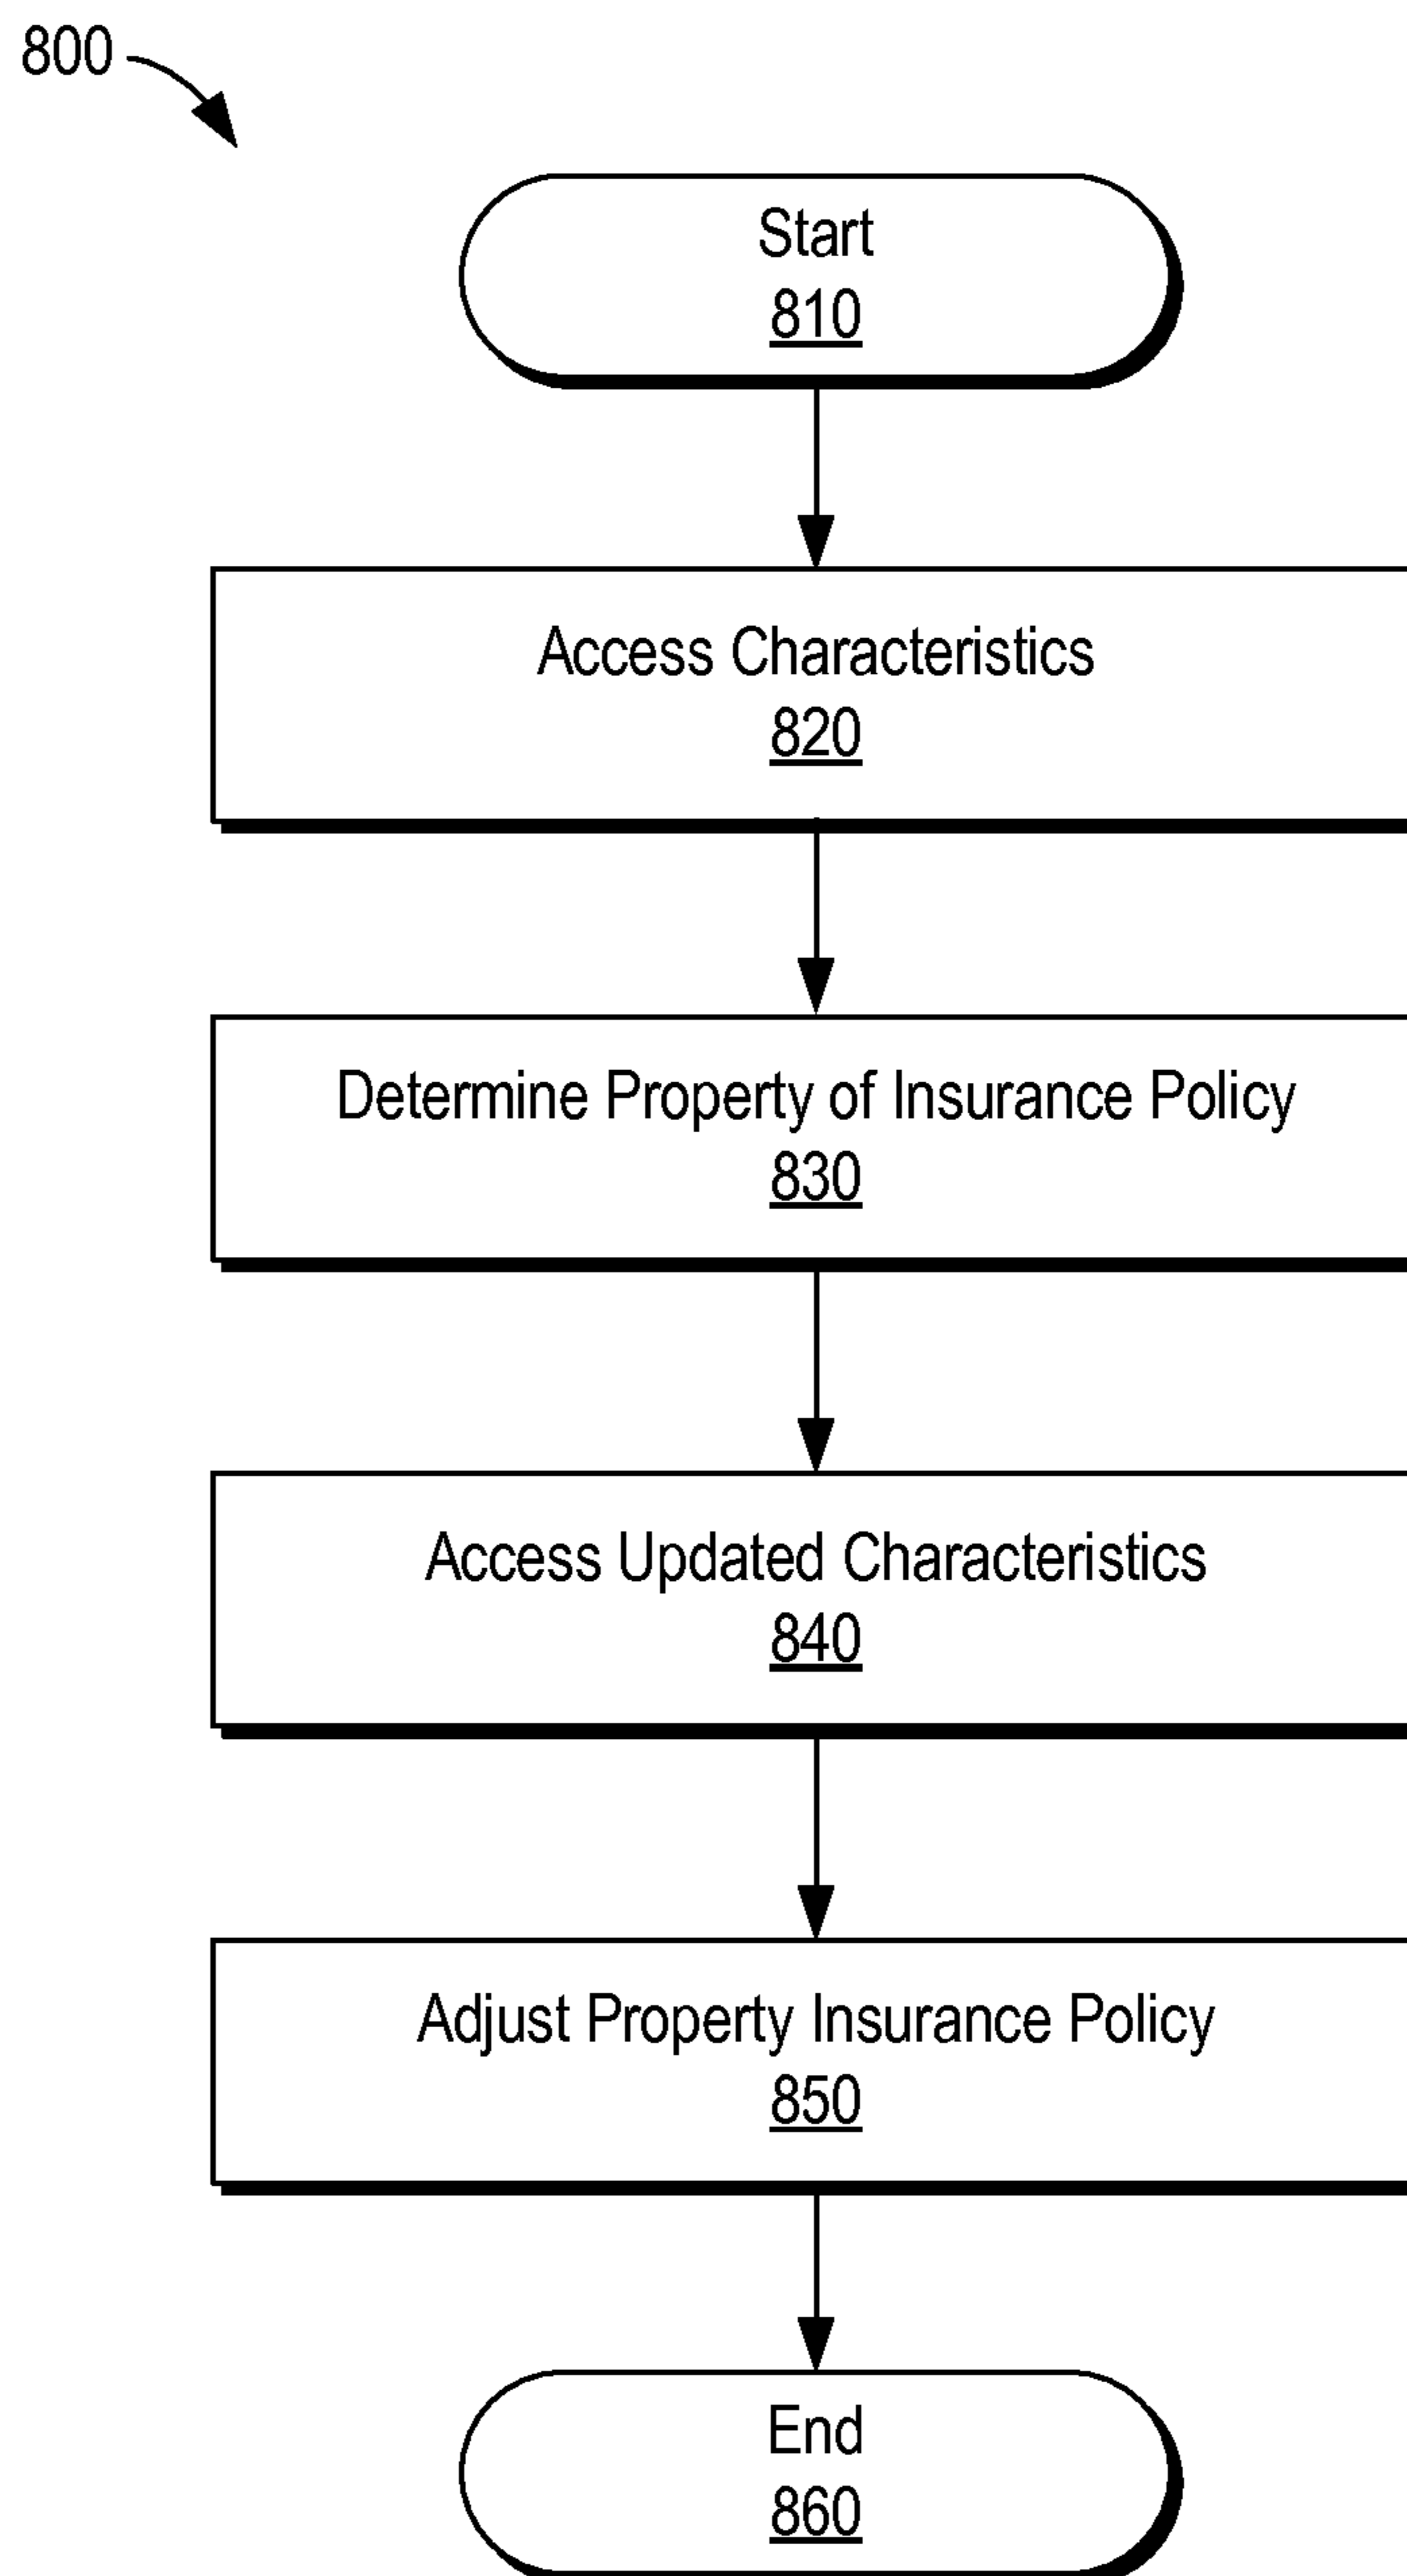 800
Start
810
Access Characteristics
820
Determine Property of Insurance Policy
830
Access Updated Characteristics
840
Adjust Property Insurance Policy
850
End
860